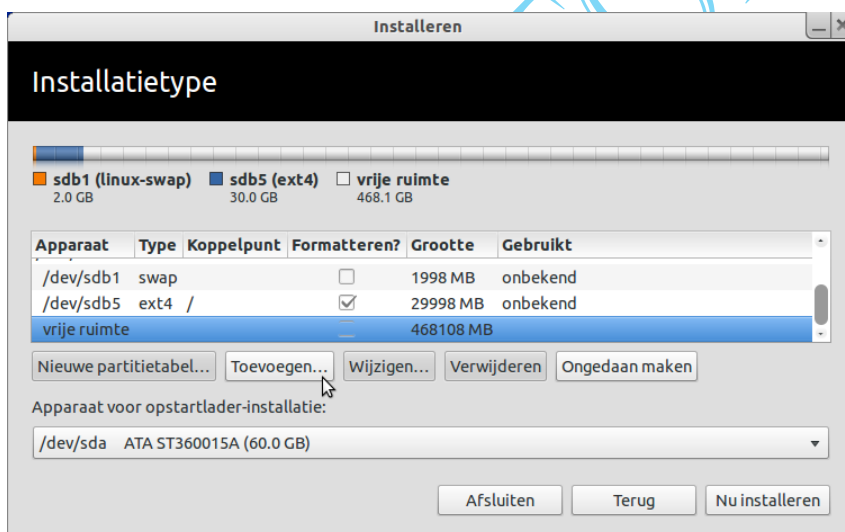 Installeren
Installatietype
sdb1 (linux-swap) sdb5 (ext4) vrije ruimte
2.0 GB 30.0 GB 468.1 GB
Apparaat Type Koppelpunt Formatteren? Grootte Gebruikt
/dev/sdb1 swap 1998 MB onbekend
/dev/sdb5 ext4 / 29998 MB onbekend
vrije ruimte 468108 MB
Nieuwe partitietabel... Toevoegen... Wijzigen... Verwijderen Ongedaan maken
Apparaat voor opstartlader-installatie:
/dev/sda ATA ST360015A (60.0 GB)
Afsluiten Terug Nu installeren